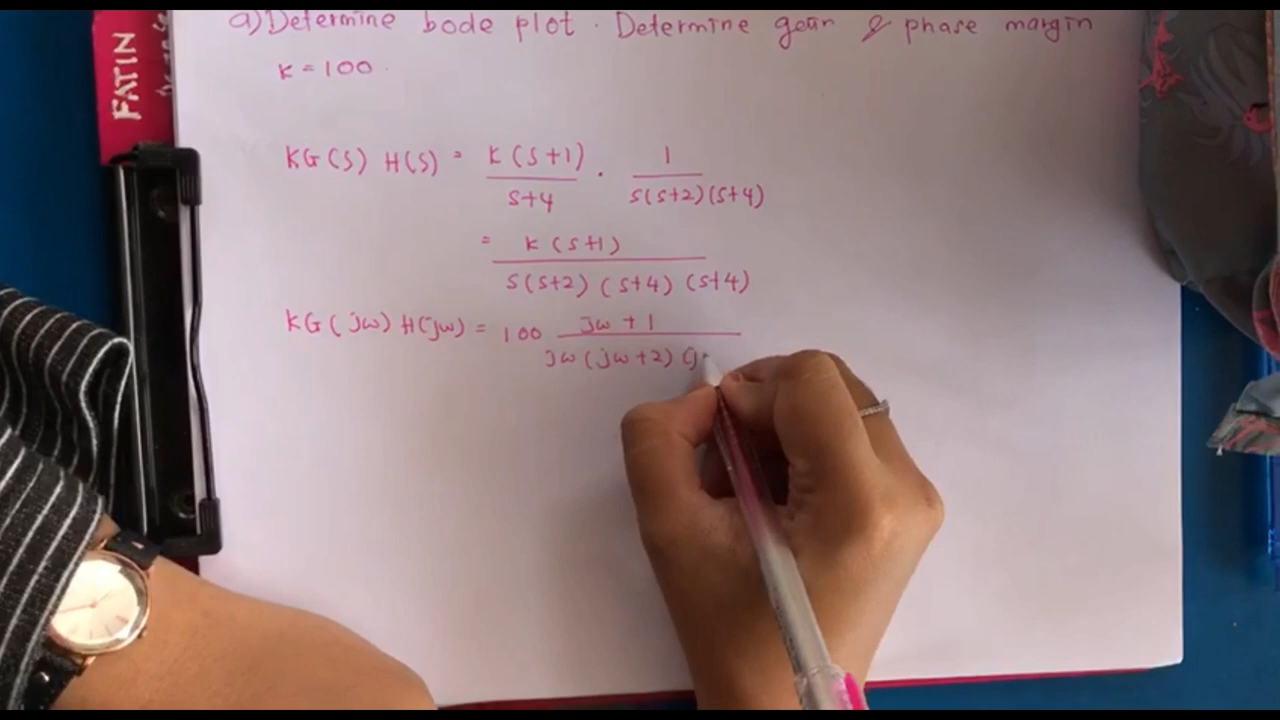 a) Determine bode plot. Determine gain & phase margin
K = 100.
FATIN
KG(s) H(s) = K(s+1)/s+4 · 1/s(s+2)(s+4)
= K(s+1)/s(s+2)(s+4)(s+4)
KG(jω) H(jω) = 100 jω+1/jω(jω+2)(j